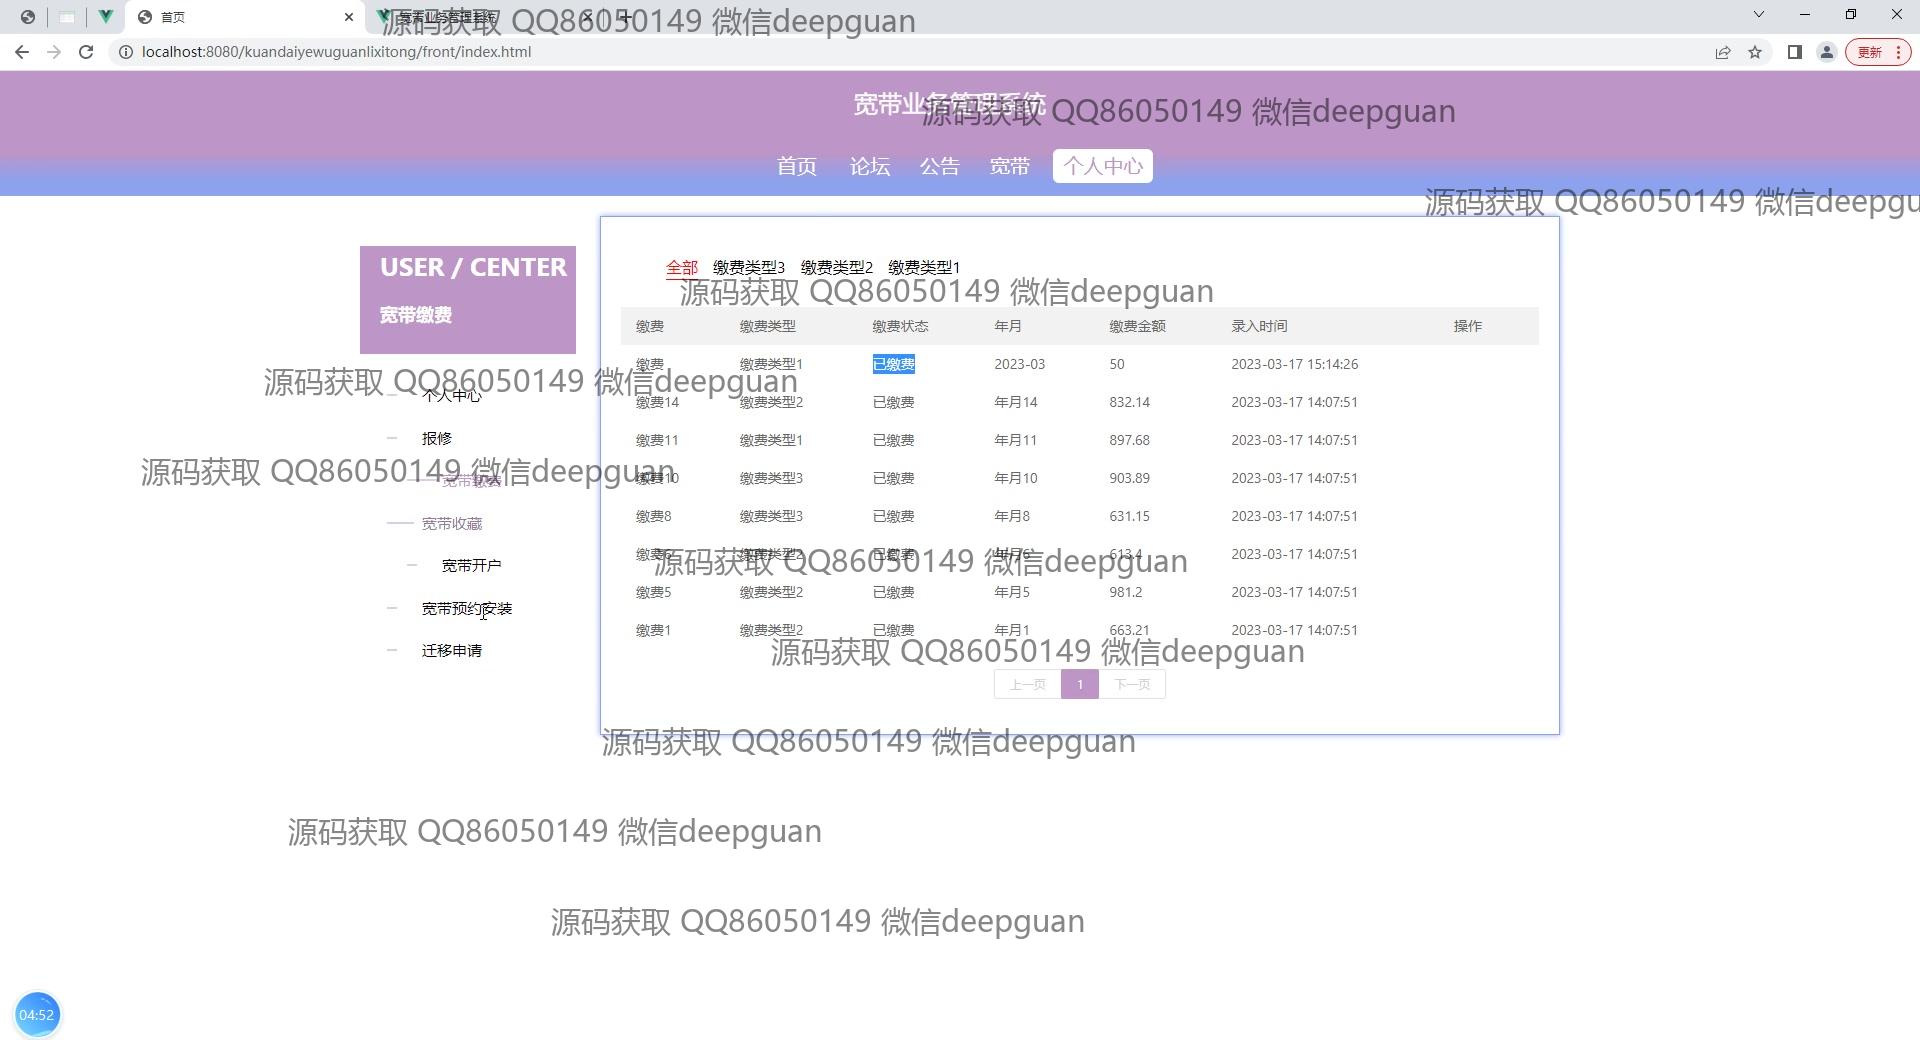 首页
宽带业务管理系统
源码获取 QQ86050149 微信deepguan
localhost:8080/kuandaiyewuguanlixitong/front/index.html
更新
宽带业务管理系统
源码获取 QQ86050149 微信deepguan
首页 论坛 公告 宽带 个人中心
源码获取 QQ86050149 微信deepgu
USER / CENTER
宽带缴费
全部 缴费类型3 缴费类型2 缴费类型1
源码获取 QQ86050149 微信deepguan
缴费 缴费类型 缴费状态 年月 缴费金额 录入时间 操作
缴费 缴费类型1 已缴费 2023-03 50 2023-03-17 15:14:26
源码获取 QQ86050149 微信deepguan
个人中心
缴费14 缴费类型2 已缴费 年月14 832.14 2023-03-17 14:07:51
报修
缴费11 缴费类型1 已缴费 年月11 897.68 2023-03-17 14:07:51
源码获取 QQ86050149 微信deepguan
宽带缴费
缴费10 缴费类型3 已缴费 年月10 903.89 2023-03-17 14:07:51
宽带收藏
缴费8 缴费类型3 已缴费 年月8 631.15 2023-03-17 14:07:51
宽带开户
缴费6 缴费类型2 已缴费 年月6 613.4 2023-03-17 14:07:51
源码获取 QQ86050149 微信deepguan
宽带预约安装
缴费5 缴费类型2 已缴费 年月5 981.2 2023-03-17 14:07:51
迁移申请
缴费1 缴费类型2 已缴费 年月1 663.21 2023-03-17 14:07:51
源码获取 QQ86050149 微信deepguan
上一页 1 下一页
源码获取 QQ86050149 微信deepguan
源码获取 QQ86050149 微信deepguan
源码获取 QQ86050149 微信deepguan
04:52